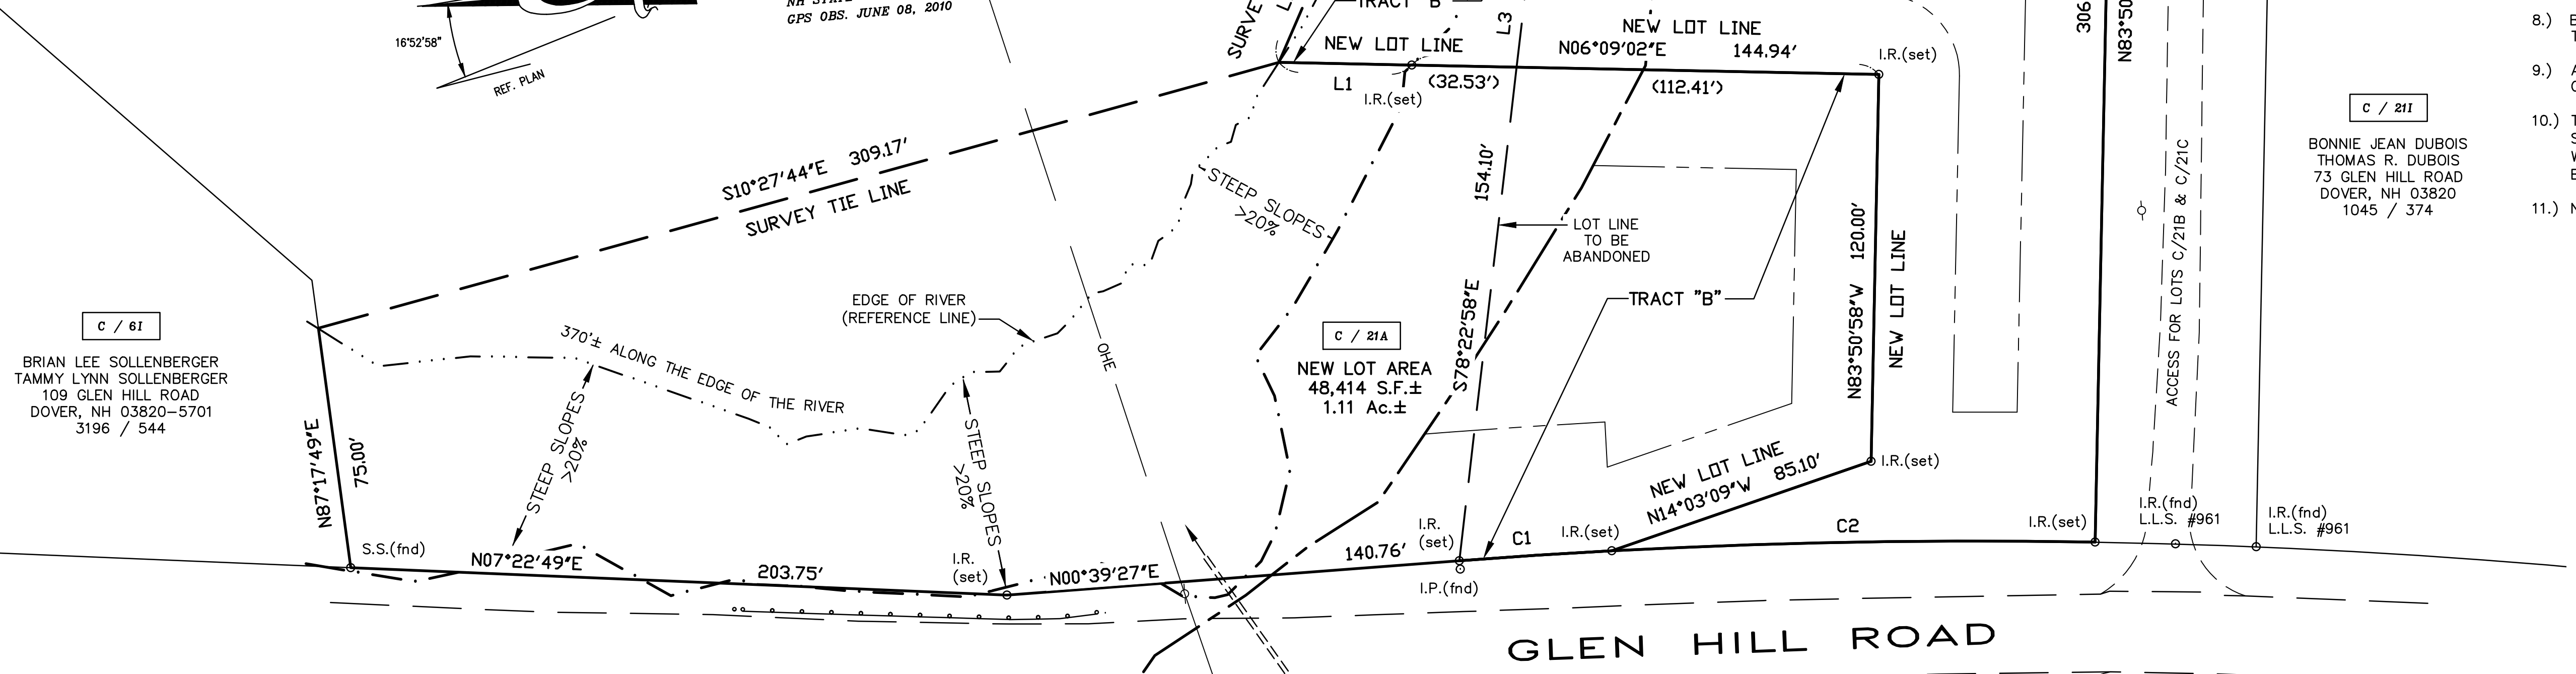 GPS OBS. JUNE 08, 2010
16°52'58"
REF. PLAN
SURVE
TRACT "B"
L3
NEW LOT LINE
NEW LOT LINE
N06°09'02"E 144.94'
I.R.(set)
L1
(32.53')
(112.41')
I.R.(set)
306
N83°50
8.)
9.)
10.)
11.)
C / 21I
BONNIE JEAN DUBOIS
THOMAS R. DUBOIS
73 GLEN HILL ROAD
DOVER, NH 03820
1045 / 374
ACCESS FOR LOTS C/21B & C/21C
S10°27'44"E 309.17'
SURVEY TIE LINE
STEEP SLOPES
>20%
154.10'
S78°22'58"E
LOT LINE
TO BE
ABANDONED
N83°50'58"W 120.00'
NEW LOT LINE
TRACT "B"
EDGE OF RIVER
(REFERENCE LINE)
OHE
370'± ALONG THE EDGE OF THE RIVER
C / 6I
BRIAN LEE SOLLENBERGER
TAMMY LYNN SOLLENBERGER
109 GLEN HILL ROAD
DOVER, NH 03820-5701
3196 / 544
C / 21A
NEW LOT AREA
48,414 S.F.±
1.11 Ac.±
N87°17'49"E
75.00'
STEEP SLOPES
>20%
STEEP SLOPES
>20%
NEW LOT LINE
N14°03'09"W 85.10'
I.R.(set)
S.S.(fnd)
N07°22'49"E
203.75'
I.R.
(set)
N00°39'27"E
140.76'
I.R.
(set)
I.P.(fnd)
C1
I.R.(set)
C2
I.R.(set)
I.R.(fnd)
L.L.S. #961
I.R.(fnd)
L.L.S. #961
GLEN HILL ROAD